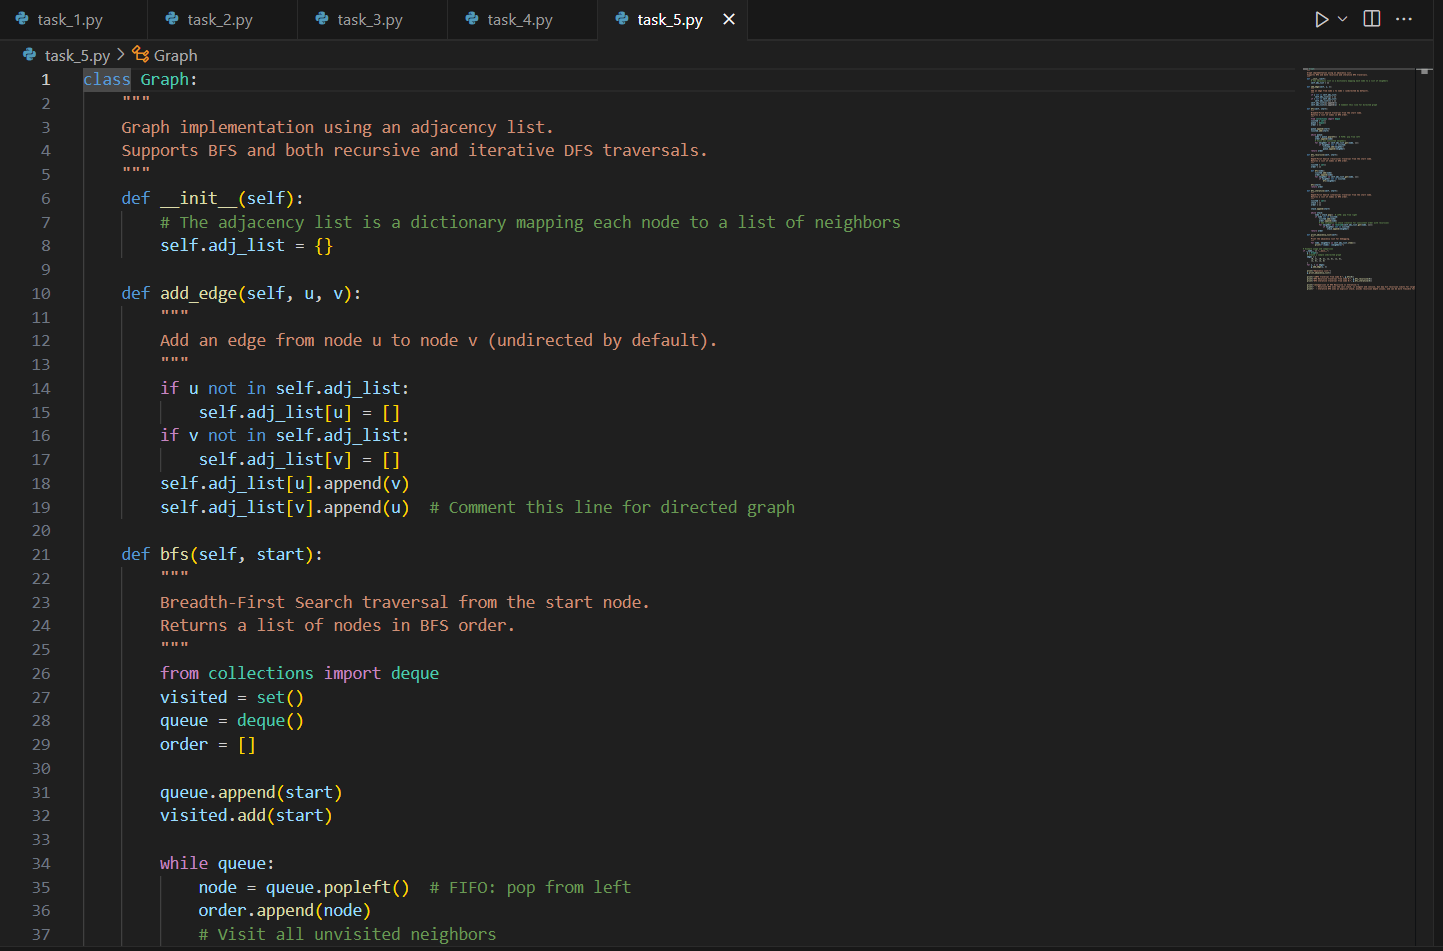 task_1.py task_2.py task_3.py task_4.py task_5.py
task_5.py > Graph
1 class Graph:
2     """
3     Graph implementation using an adjacency list.
4     Supports BFS and both recursive and iterative DFS traversals.
5     """
6     def __init__(self):
7         # The adjacency list is a dictionary mapping each node to a list of neighbors
8         self.adj_list = {}
9
10     def add_edge(self, u, v):
11         """
12         Add an edge from node u to node v (undirected by default).
13         """
14         if u not in self.adj_list:
15             self.adj_list[u] = []
16         if v not in self.adj_list:
17             self.adj_list[v] = []
18         self.adj_list[u].append(v)
19         self.adj_list[v].append(u)  # Comment this line for directed graph
20
21     def bfs(self, start):
22         """
23         Breadth-First Search traversal from the start node.
24         Returns a list of nodes in BFS order.
25         """
26         from collections import deque
27         visited = set()
28         queue = deque()
29         order = []
30
31         queue.append(start)
32         visited.add(start)
33
34         while queue:
35             node = queue.popleft()  # FIFO: pop from left
36             order.append(node)
37             # Visit all unvisited neighbors